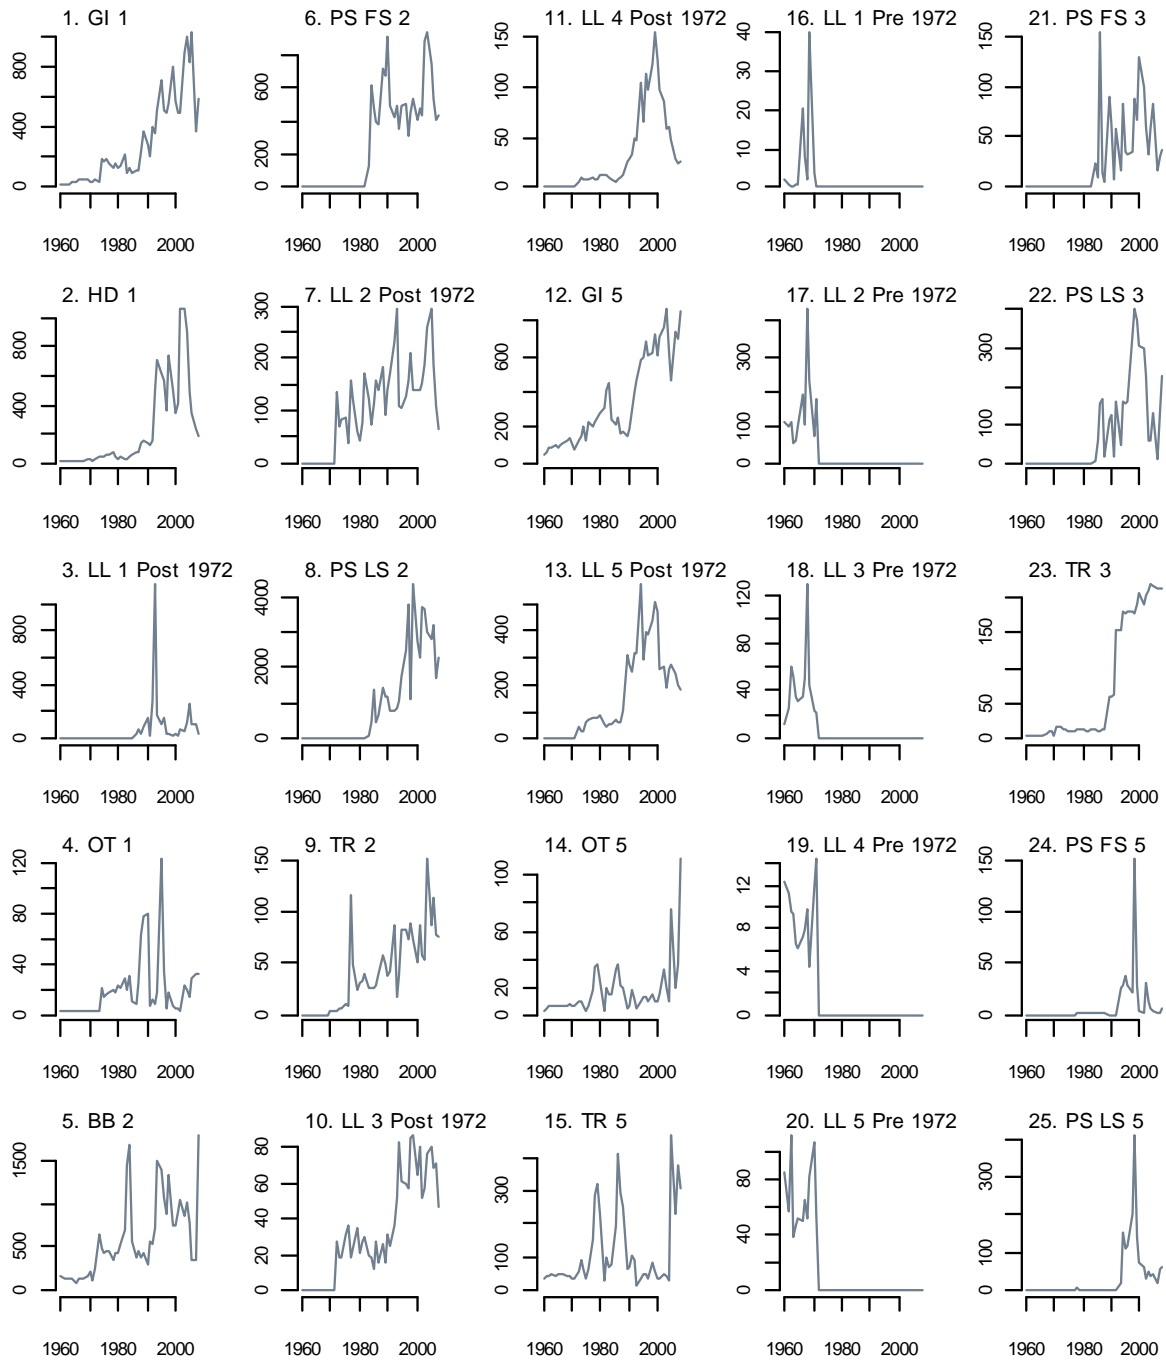 1. GI 1
800
400
0
1960 1980 2000
2. HD 1
800
400
0
1960 1980 2000
3. LL 1 Post 1972
800
400
0
1960 1980 2000
4. OT 1
120
80
40
0
1960 1980 2000
5. BB 2
1500
500
0
1960 1980 2000
6. PS FS 2
600
200
0
1960 1980 2000
7. LL 2 Post 1972
300
200
100
0
1960 1980 2000
8. PS LS 2
4000
2000
0
1960 1980 2000
9. TR 2
150
100
50
0
1960 1980 2000
10. LL 3 Post 1972
80
60
40
20
0
1960 1980 2000
11. LL 4 Post 1972
150
100
50
0
1960 1980 2000
12. GI 5
600
200
0
1960 1980 2000
13. LL 5 Post 1972
400
200
0
1960 1980 2000
14. OT 5
100
60
20
0
1960 1980 2000
15. TR 5
300
100
0
1960 1980 2000
16. LL 1 Pre 1972
40
30
20
10
0
1960 1980 2000
17. LL 2 Pre 1972
300
100
0
1960 1980 2000
18. LL 3 Pre 1972
120
80
40
0
1960 1980 2000
19. LL 4 Pre 1972
12
8
4
0
1960 1980 2000
20. LL 5 Pre 1972
80
40
0
1960 1980 2000
21. PS FS 3
150
100
50
0
1960 1980 2000
22. PS LS 3
300
100
0
1960 1980 2000
23. TR 3
150
50
0
1960 1980 2000
24. PS FS 5
150
100
50
0
1960 1980 2000
25. PS LS 5
300
100
0
1960 1980 2000